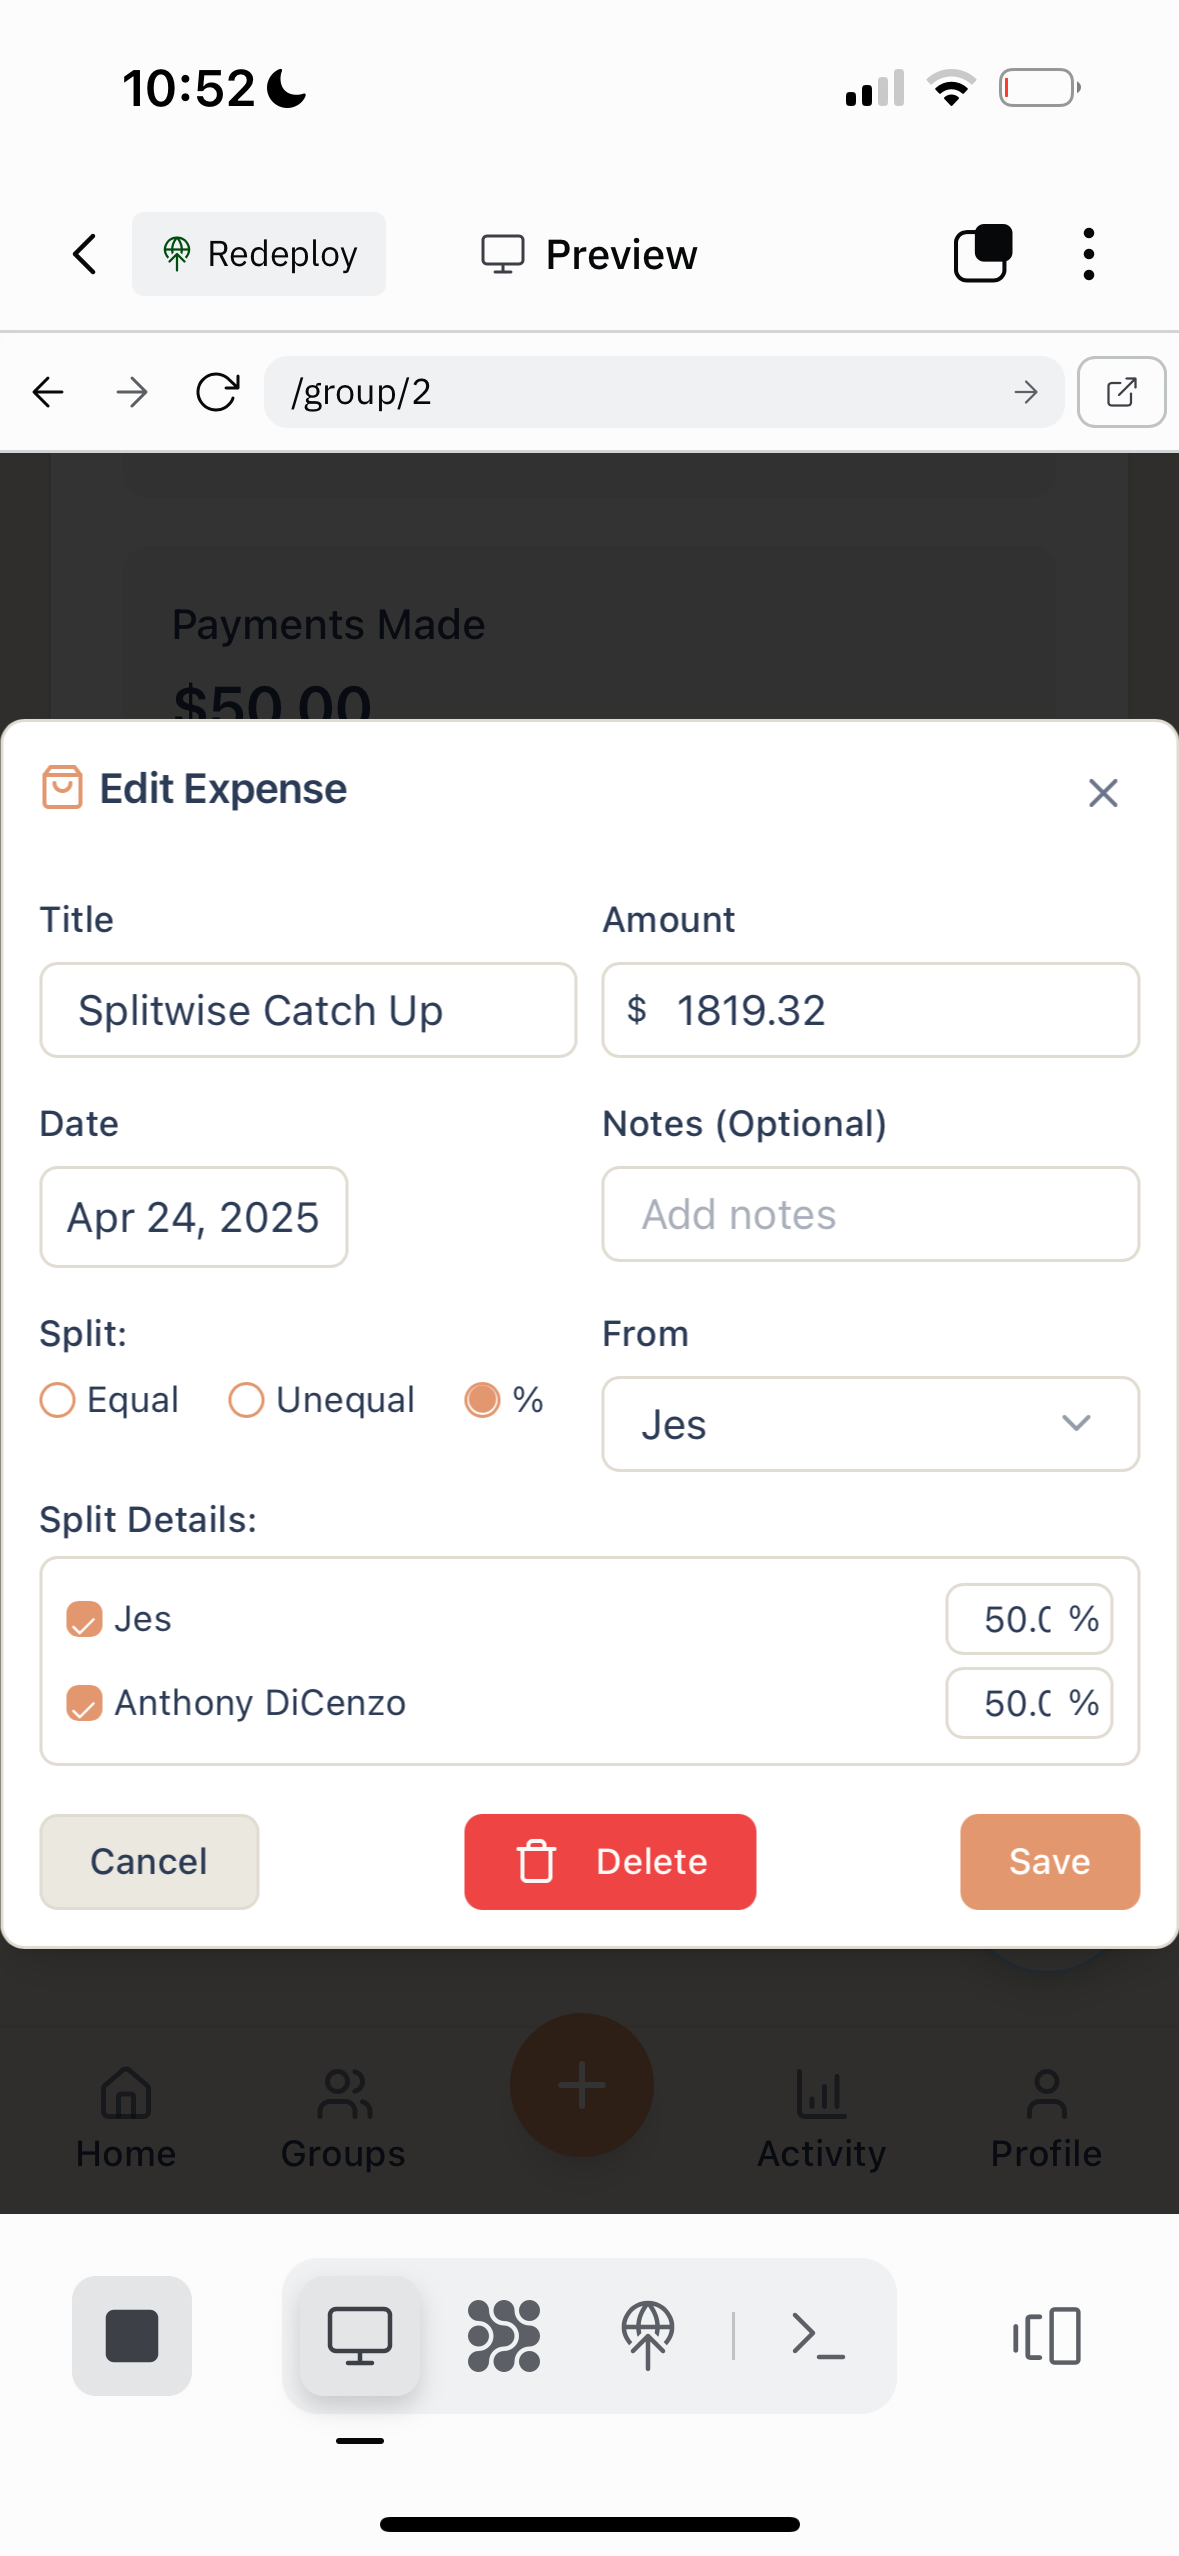 10:52
Redeploy
Preview
/group/2
Payments Made
$50.00
Edit Expense
Title
Amount
Splitwise Catch Up
$ 1819.32
Date
Notes (Optional)
Apr 24, 2025
Add notes
Split:
From
Equal
Unequal
%
Jes
Split Details:
Jes
50.0 %
Anthony DiCenzo
50.0 %
Cancel
Delete
Save
Home
Groups
Activity
Profile